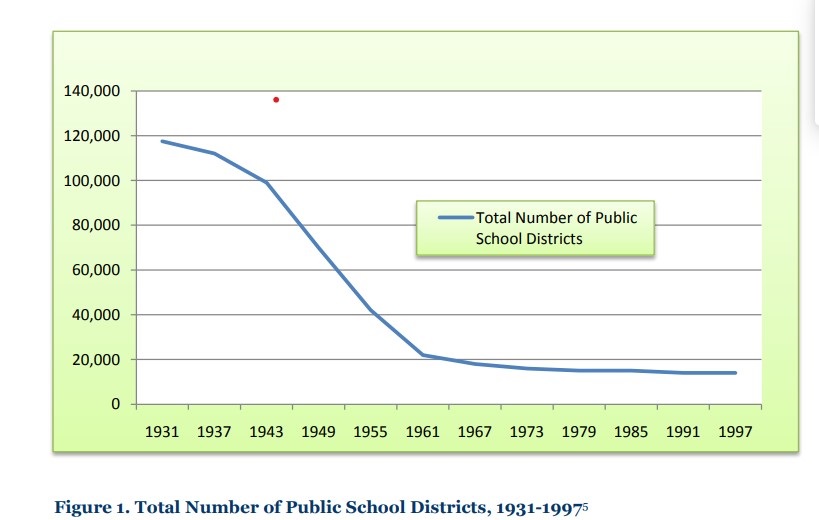 140,000
120,000
100,000
80,000
60,000
40,000
20,000
0
Total Number of Public
School Districts
1931 1937 1943 1949 1955 1961 1967 1973 1979 1985 1991 1997
Figure 1. Total Number of Public School Districts, 1931-1997⁵